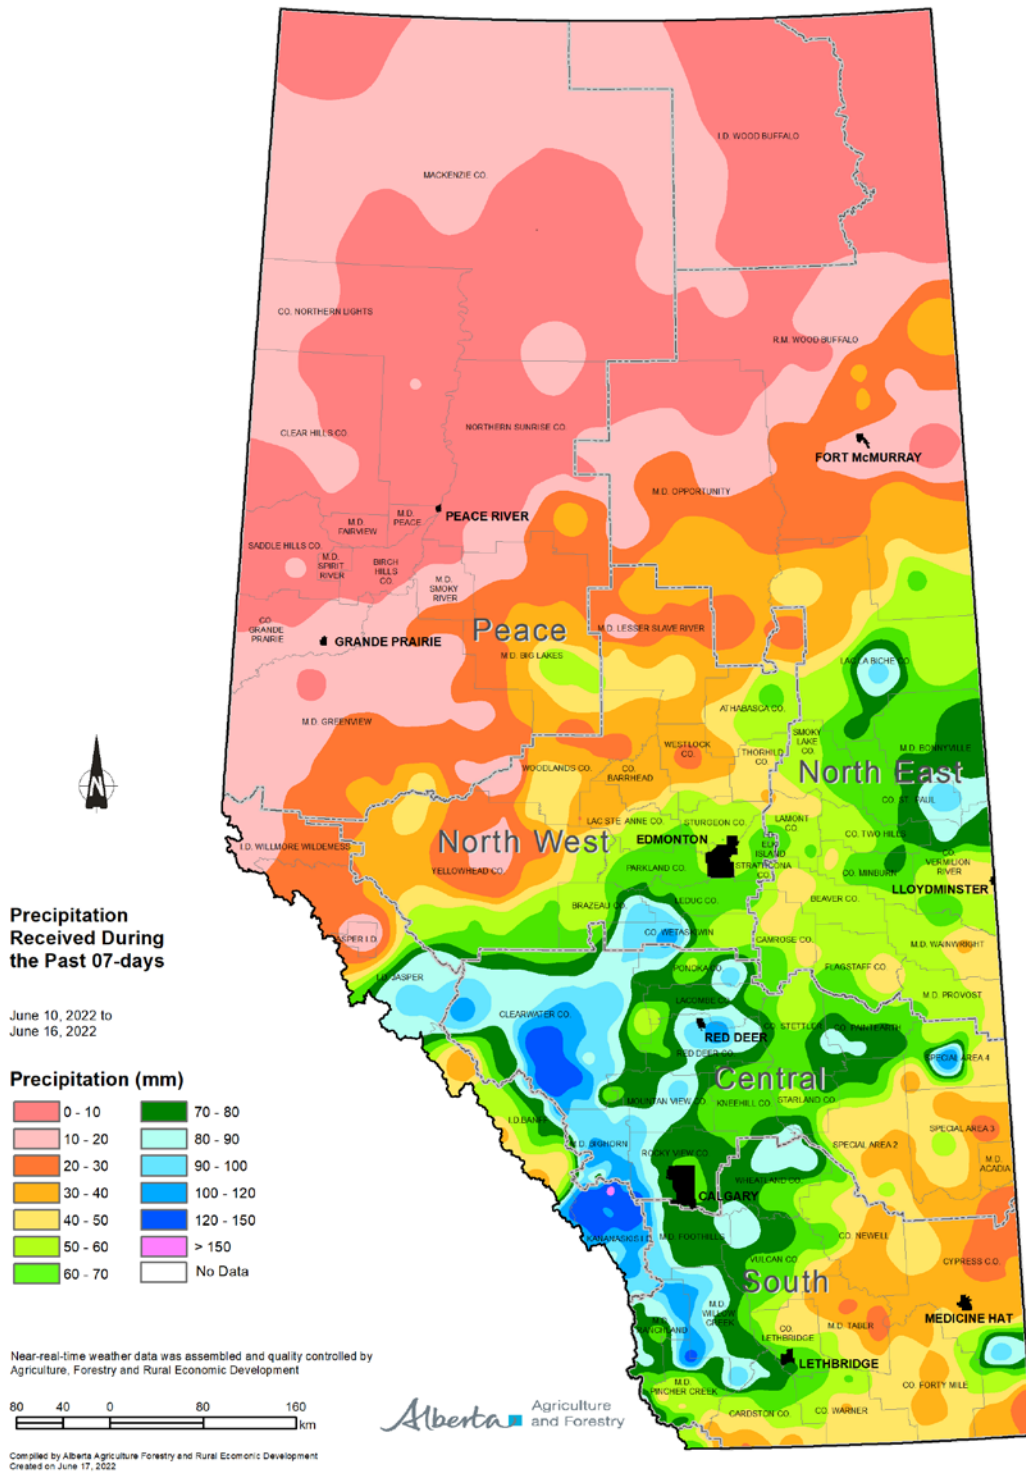 I.D. WOOD BUFFALO
MACKENZIE CO.
CO. NORTHERN LIGHTS
R.M. WOOD BUFFALO
CLEAR HILLS CO.
NORTHERN SUNRISE CO.
FORT McMURRAY
M.D. OPPORTUNITY
PEACE RIVER
M.D.
PEACE
M.D.
FAIRVIEW
SADDLE HILLS CO.
M.D.
SPIRIT
RIVER
BIRCH
HILLS
CO.
M.D.
SMOKY
RIVER
CO.
GRANDE
PRAIRIE
GRANDE PRAIRIE
Peace
M.D. LESSER SLAVE RIVER
M.D. BIG LAKES
LAC LA BICHE CO.
M.D. GREENVIEW
ATHABASCA CO.
SMOKY
LAKE
CO.
WESTLOCK
CO.
THORHILD
CO.
M.D. BONNYVILLE
WOODLANDS CO.
CO.
BARRHEAD
North East
CO. ST. PAUL
N
LAC STE ANNE CO.
STURGEON CO.
LAMONT
CO.
North West
EDMONTON
CO. TWO HILLS
I.D. WILLMORE WILDERNESS
ELK
ISLAND
STRATHCONA
CO.
CO.
VERMILION
RIVER
YELLOWHEAD CO.
PARKLAND CO.
CO. MINBURN
LLOYDMINSTER
BRAZEAU CO.
LEDUC CO.
BEAVER CO.
CO. WETASKIWIN
CAMROSE CO.
M.D. WAINWRIGHT
JASPER I.D.
I.D. JASPER
PONOKA CO.
FLAGSTAFF CO.
M.D. PROVOST
Precipitation
Received During
the Past 07-days
June 10, 2022 to
June 16, 2022
CLEARWATER CO.
LACOMBE CO.
RED DEER
CO. STETTLER
CO. PAINTEARTH
RED DEER CO.
SPECIAL AREA 4
Central
MOUNTAIN VIEW CO.
KNEEHILL CO.
STARLAND CO.
I.D. BANFF
M.D. BIGHORN
SPECIAL AREA 3
SPECIAL AREA 2
M.D.
ACADIA
ROCKY VIEW CO.
WHEATLAND CO.
CALGARY
KANANASKIS I.D.
M.D. FOOTHILLS
CO. NEWELL
VULCAN CO.
CYPRESS CO.
South
M.D.
WILLOW
CREEK
M.D.
RANCHLAND
MEDICINE HAT
M.D. TABER
CO.
LETHBRIDGE
LETHBRIDGE
M.D.
PINCHER CREEK
CO. FORTY MILE
CARDSTON CO.
CO. WARNER
Precipitation (mm)
0 - 10
10 - 20
20 - 30
30 - 40
40 - 50
50 - 60
60 - 70
70 - 80
80 - 90
90 - 100
100 - 120
120 - 150
> 150
No Data
Near-real-time weather data was assembled and quality controlled by
Agriculture, Forestry and Rural Economic Development
80 40 0 80 160
km
Alberta Agriculture
and Forestry
Compiled by Alberta Agriculture Forestry and Rural Economic Development
Created on June 17, 2022